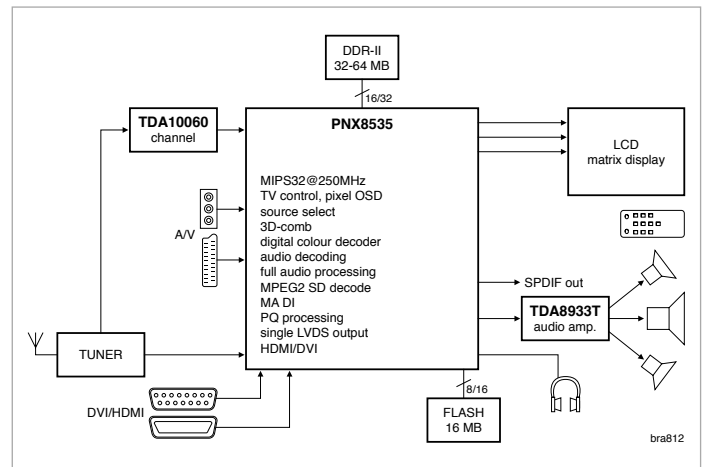 DDR-II
32-64 MB
16/32
TDA10060
channel
PNX8535
LCD
matrix display
MIPS32@250MHz
TV control, pixel OSD
source select
3D-comb
digital colour decoder
audio decoding
full audio processing
MPEG2 SD decode
MA DI
PQ processing
single LVDS output
HDMI/DVI
A/V
SPDIF out
TDA8933T
audio amp.
TUNER
DVI/HDMI
8/16
FLASH
16 MB
bra812